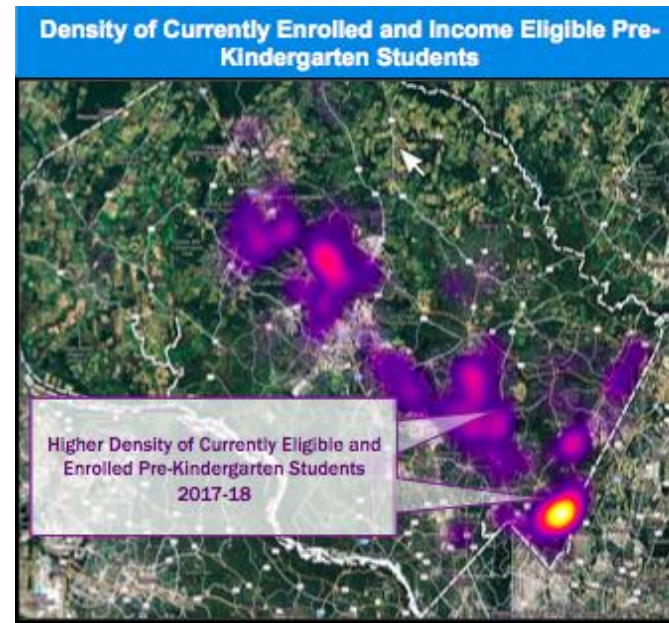 Density of Currently Enrolled and Income Eligible Pre-
Kindergarten Students
Higher Density of Currently Eligible and
Enrolled Pre-Kindergarten Students
2017-18